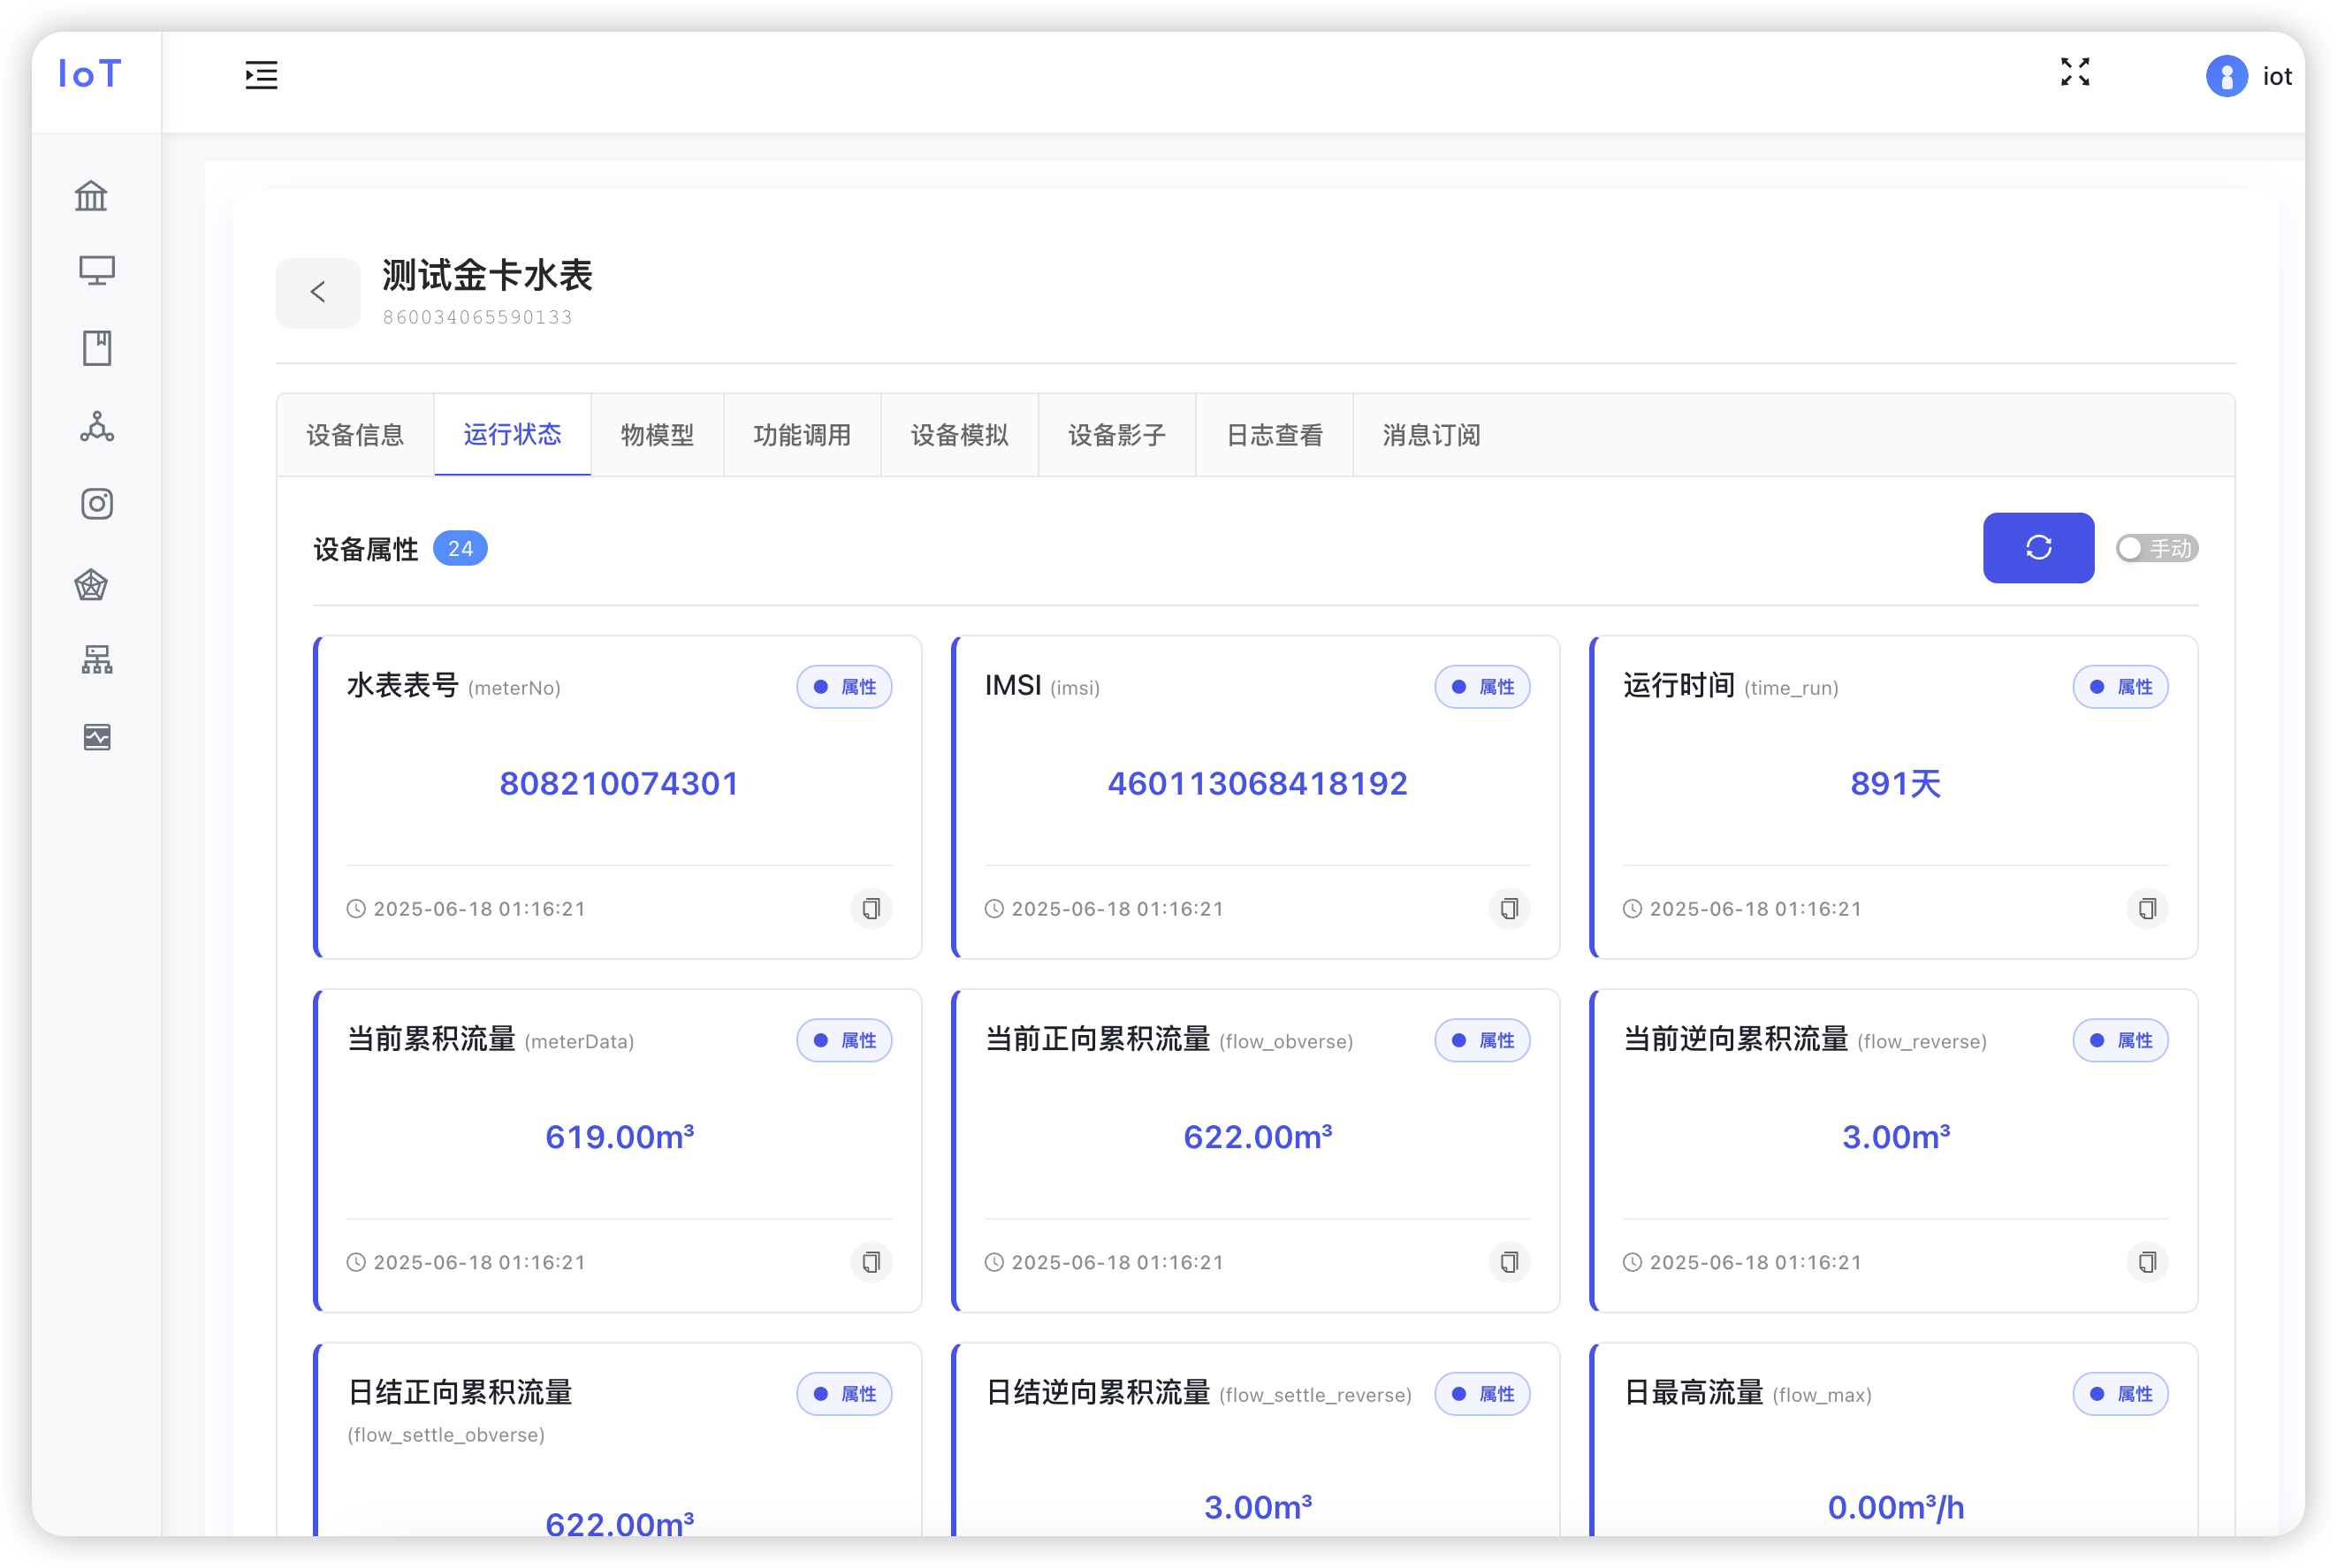 IoT
iot
测试金卡水表
860034065590133
设备信息 运行状态 物模型 功能调用 设备模拟 设备影子 日志查看 消息订阅
设备属性 24
手动
水表表号 (meterNo) 属性
808210074301
2025-06-18 01:16:21
IMSI (imsi) 属性
460113068418192
2025-06-18 01:16:21
运行时间 (time_run) 属性
891天
2025-06-18 01:16:21
当前累积流量 (meterData) 属性
619.00m³
2025-06-18 01:16:21
当前正向累积流量 (flow_obverse) 属性
622.00m³
2025-06-18 01:16:21
当前逆向累积流量 (flow_reverse) 属性
3.00m³
2025-06-18 01:16:21
日结正向累积流量 属性
(flow_settle_obverse)
622.00m³
日结逆向累积流量 (flow_settle_reverse) 属性
3.00m³
日最高流量 (flow_max) 属性
0.00m³/h